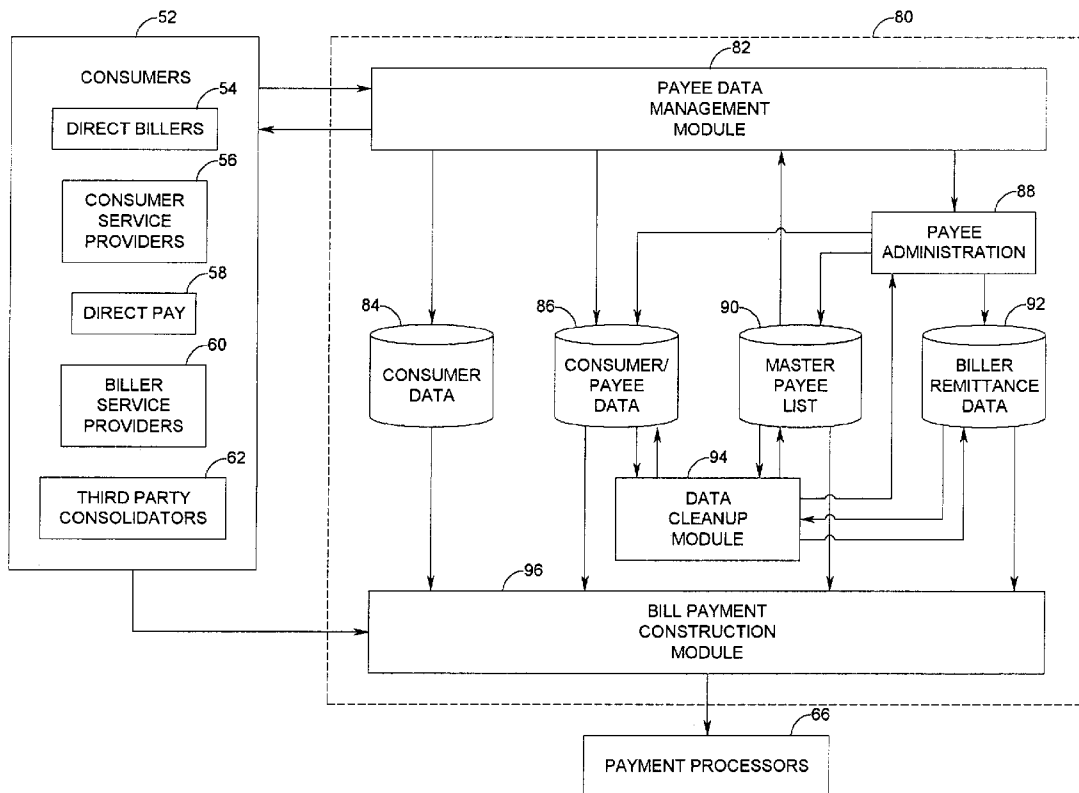 52
CONSUMERS
54
DIRECT BILLERS
56
CONSUMER
SERVICE
PROVIDERS
58
DIRECT PAY
60
BILLER
SERVICE
PROVIDERS
62
THIRD PARTY
CONSOLIDATORS
80
82
PAYEE DATA
MANAGEMENT
MODULE
88
PAYEE
ADMINISTRATION
84
CONSUMER
DATA
86
CONSUMER/
PAYEE
DATA
90
MASTER
PAYEE
LIST
92
BILLER
REMITTANCE
DATA
94
DATA
CLEANUP
MODULE
96
BILL PAYMENT
CONSTRUCTION
MODULE
66
PAYMENT PROCESSORS